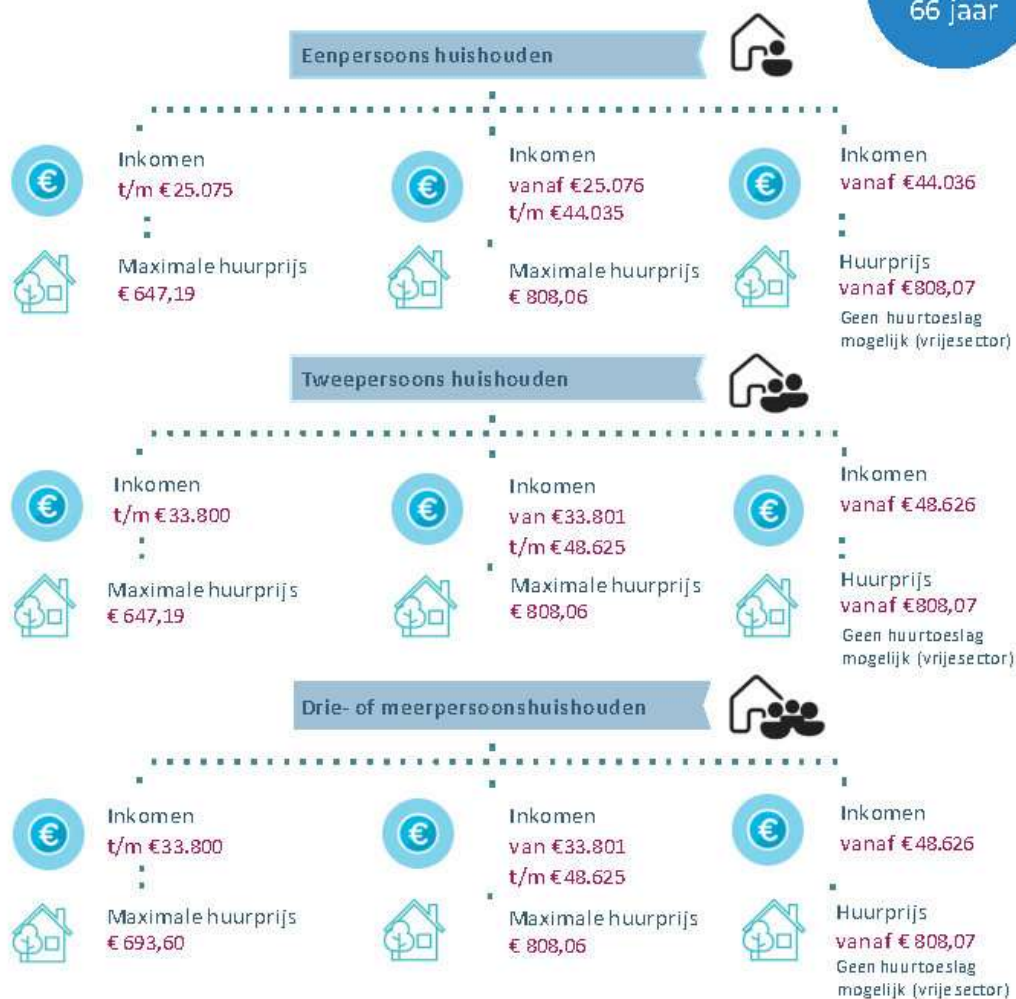 66 jaar
Eenpersoons huishouden
Inkomen
t/m €25.075
Maximale huurprijs
€ 647,19
Inkomen
vanaf €25.076
t/m €44.035
Maximale huurprijs
€ 808,06
Inkomen
vanaf €44.036
Huurprijs
vanaf €808,07
Geen huurtoeslag
mogelijk (vrijesector)
Tweepersoons huishouden
Inkomen
t/m €33.800
Maximale huurprijs
€ 647,19
Inkomen
van €33.801
t/m €48.625
Maximale huurprijs
€ 808,06
Inkomen
vanaf €48.626
Huurprijs
vanaf €808,07
Geen huurtoeslag
mogelijk (vrijesector)
Drie- of meerpersoonshuishouden
Inkomen
t/m €33.800
Maximale huurprijs
€ 693,60
Inkomen
van €33.801
t/m €48.625
Maximale huurprijs
€ 808,06
Inkomen
vanaf €48.626
Huurprijs
vanaf € 808,07
Geen huurtoeslag
mogelijk (vrije sector)